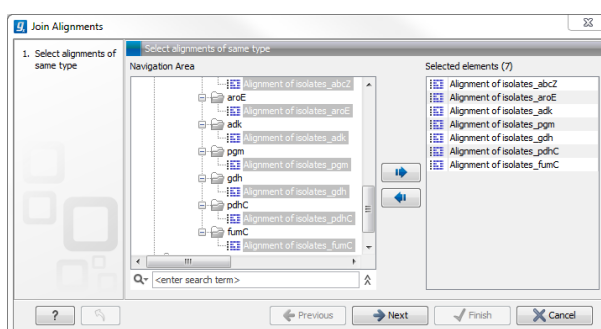 Join Alignments
1. Select alignments of
same type
Select alignments of same type
Navigation Area
Alignment of isolates_abcZ
aroE
Alignment of isolates_aroE
adk
Alignment of isolates_adk
pgm
Alignment of isolates_pgm
gdh
Alignment of isolates_gdh
pdhC
Alignment of isolates_pdhC
fumC
Alignment of isolates_fumC
<enter search term>
Selected elements (7)
Alignment of isolates_abcZ
Alignment of isolates_aroE
Alignment of isolates_adk
Alignment of isolates_pgm
Alignment of isolates_gdh
Alignment of isolates_pdhC
Alignment of isolates_fumC
?
Previous
Next
Finish
Cancel